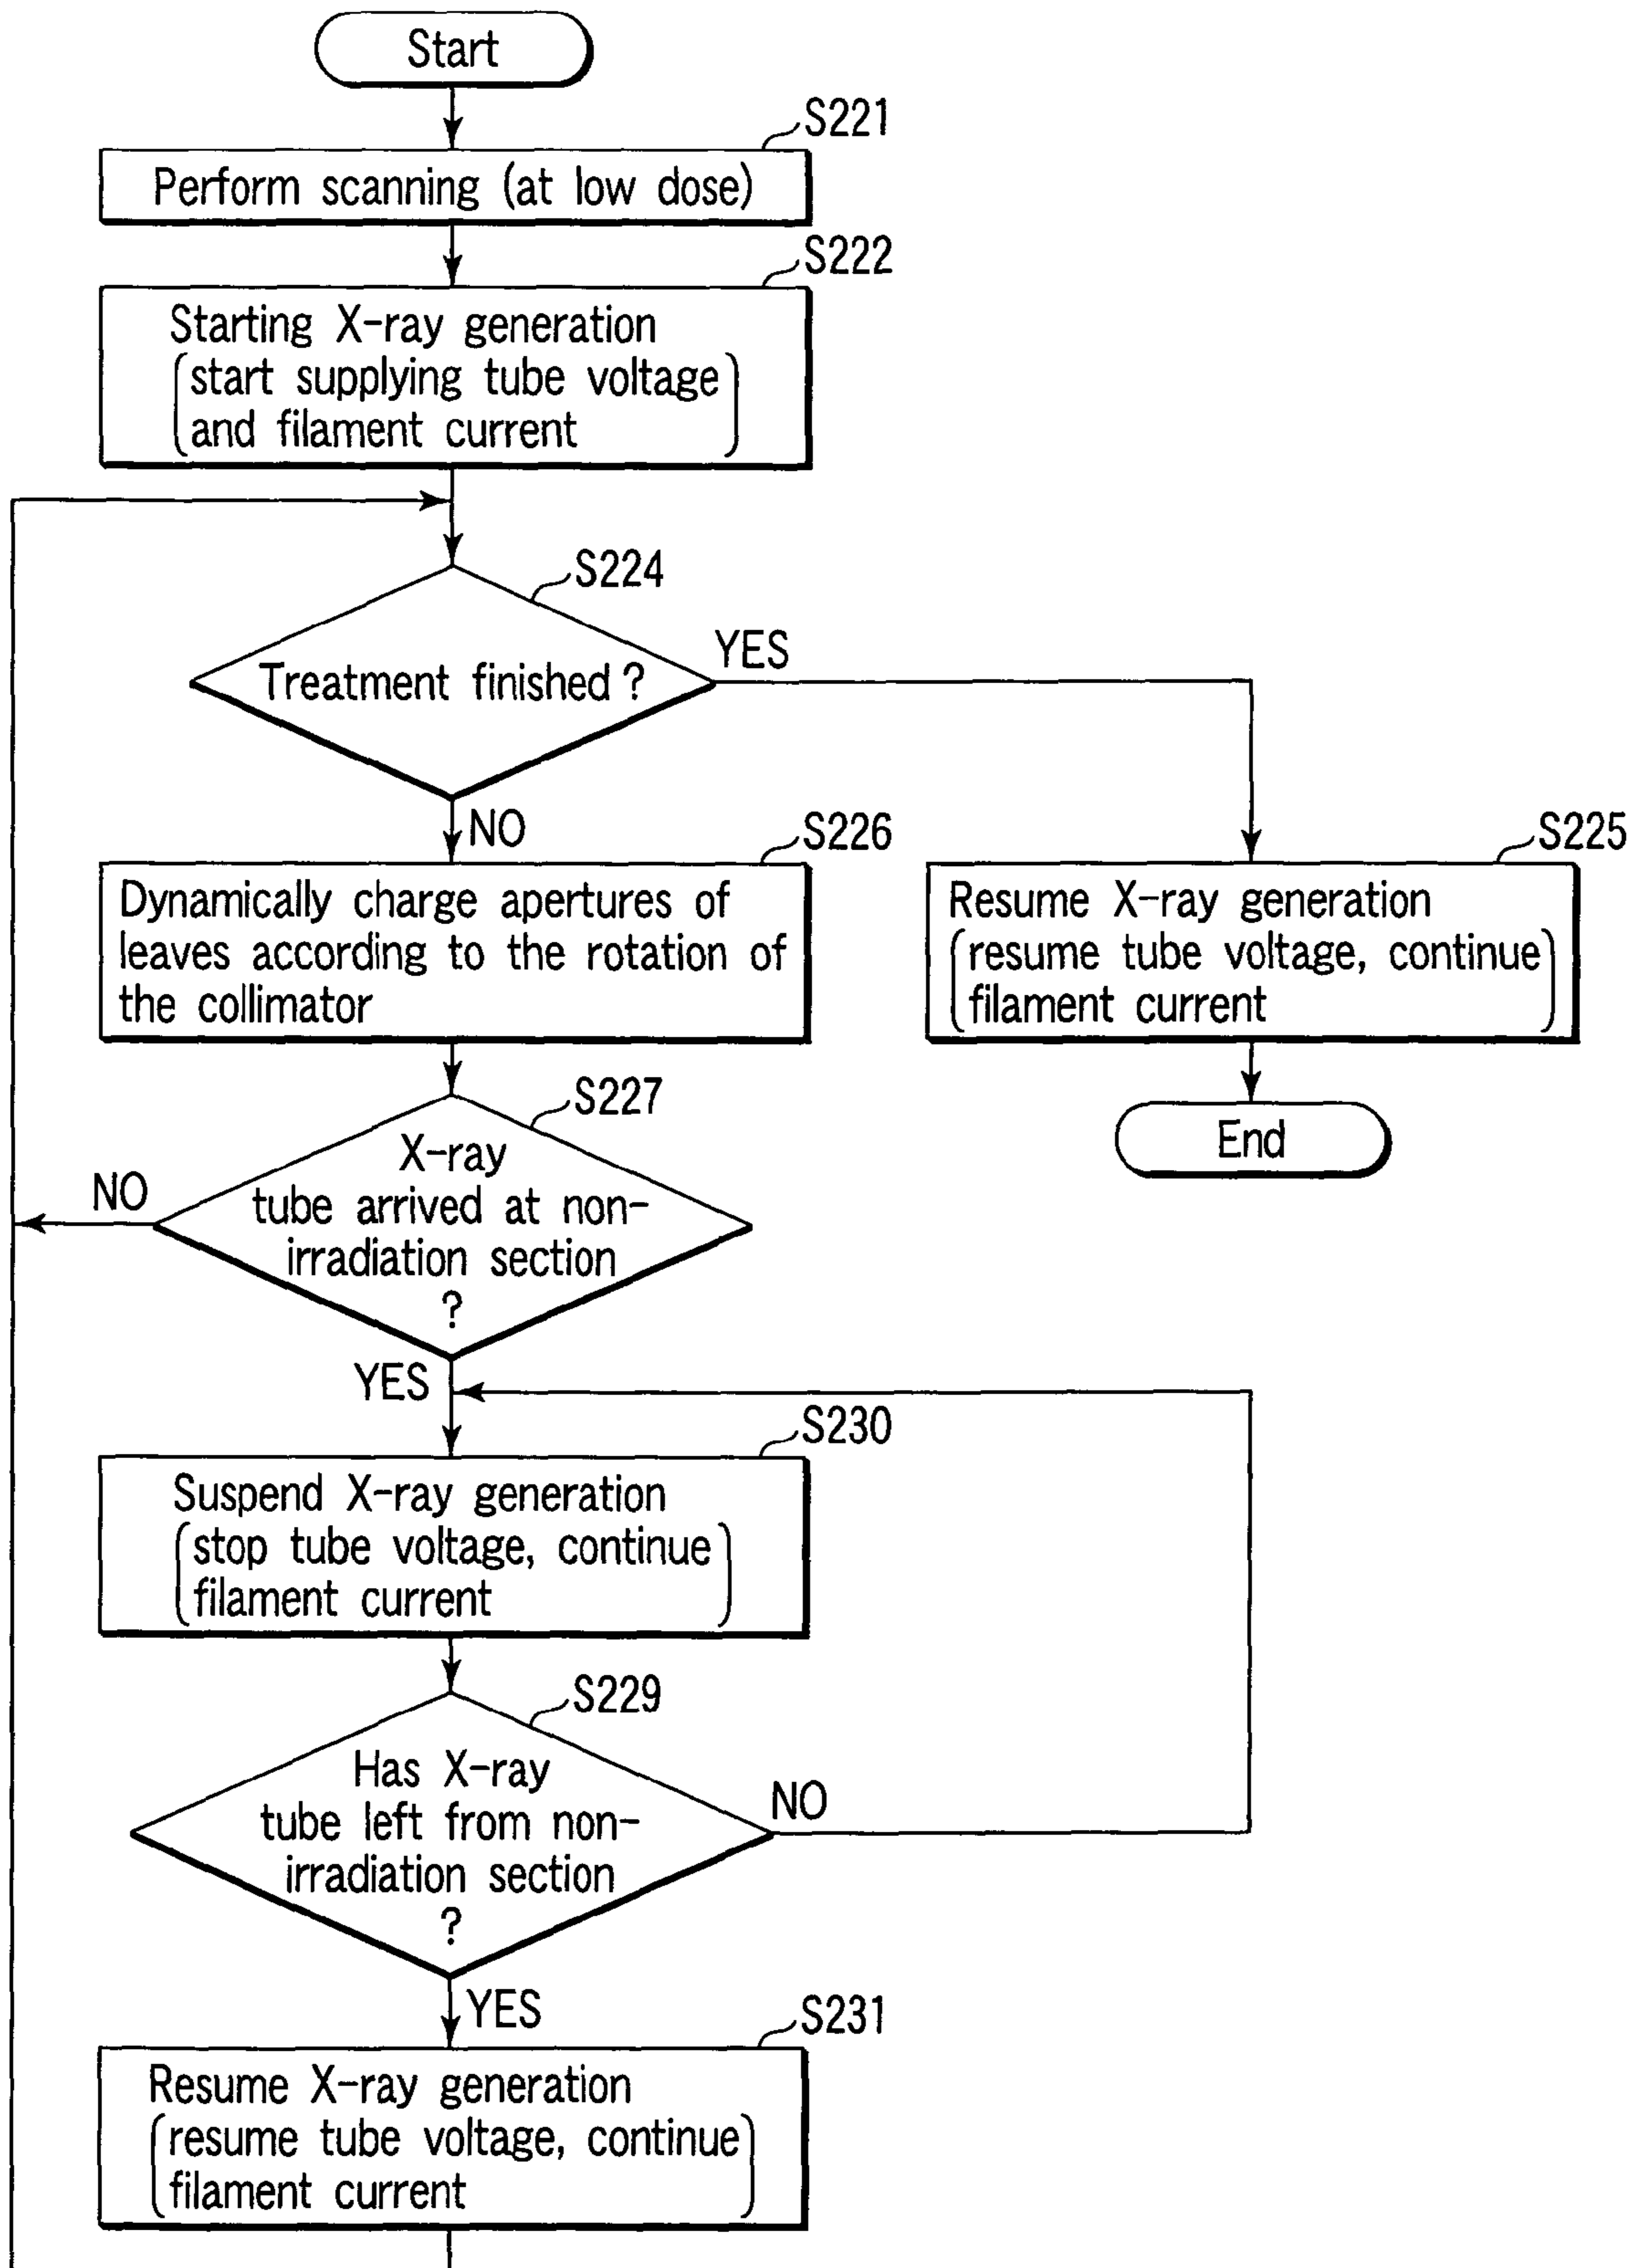 Start
S221
Perform scanning (at low dose)
S222
Starting X-ray generation
(start supplying tube voltage
and filament current)
S224
Treatment finished ?
YES
NO
S226
Dynamically charge apertures of
leaves according to the rotation of
the collimator
S225
Resume X-ray generation
(resume tube voltage, continue
filament current)
End
S227
X-ray
tube arrived at non-
irradiation section
?
NO
YES
S230
Suspend X-ray generation
(stop tube voltage, continue
filament current)
S229
Has X-ray
tube left from non-
irradiation section
?
NO
YES
S231
Resume X-ray generation
(resume tube voltage, continue
filament current)